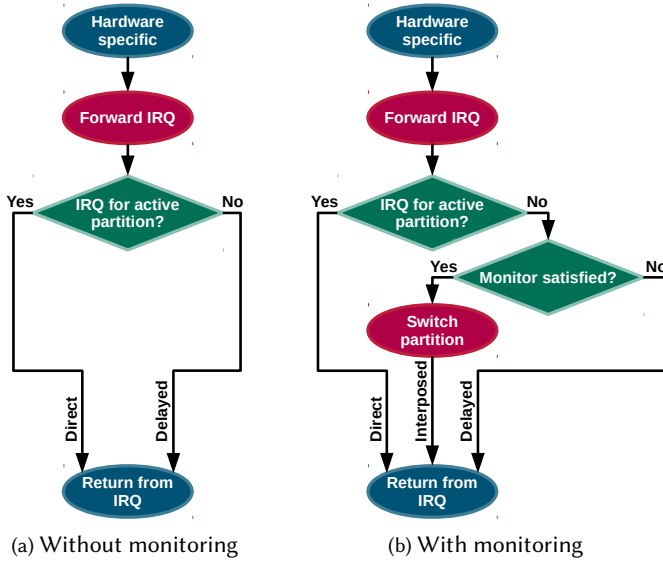 Hardware
specific
Forward IRQ
Yes
IRQ for active
partition?
No
Direct
Delayed
Return from
IRQ
(a) Without monitoring
Hardware
specific
Forward IRQ
Yes
IRQ for active
partition?
No
Yes
Monitor satisfied?
No
Switch
partition
Direct
Interposed
Delayed
Return from
IRQ
(b) With monitoring